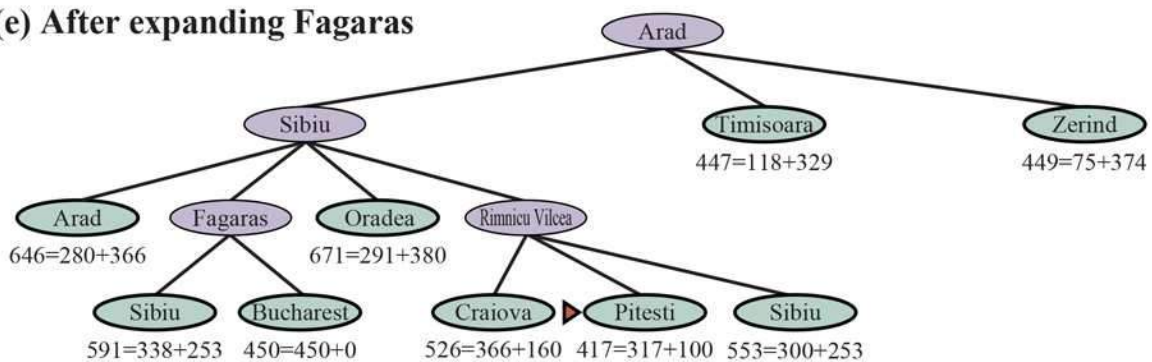 (e) After expanding Fagaras
Arad
Sibiu
Timisoara
Zerind
447=118+329
449=75+374
Arad
Fagaras
Oradea
Rimnicu Vilcea
646=280+366
671=291+380
Sibiu
Bucharest
Craiova
Pitesti
Sibiu
591=338+253
450=450+0
526=366+160
417=317+100
553=300+253